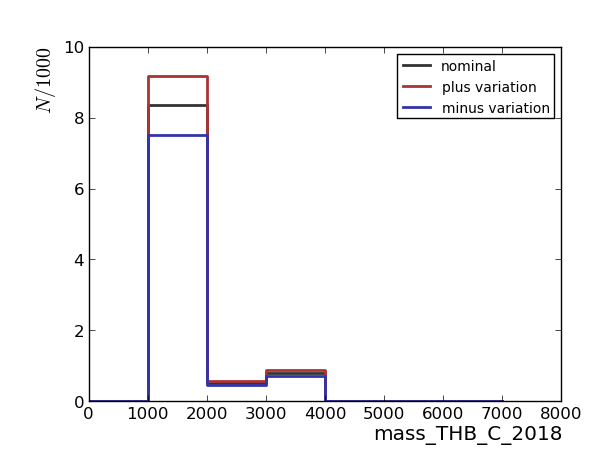 N/1000
10
8
6
4
2
0
nominal
plus variation
minus variation
0 1000 2000 3000 4000 5000 6000 7000 8000
mass_THB_C_2018